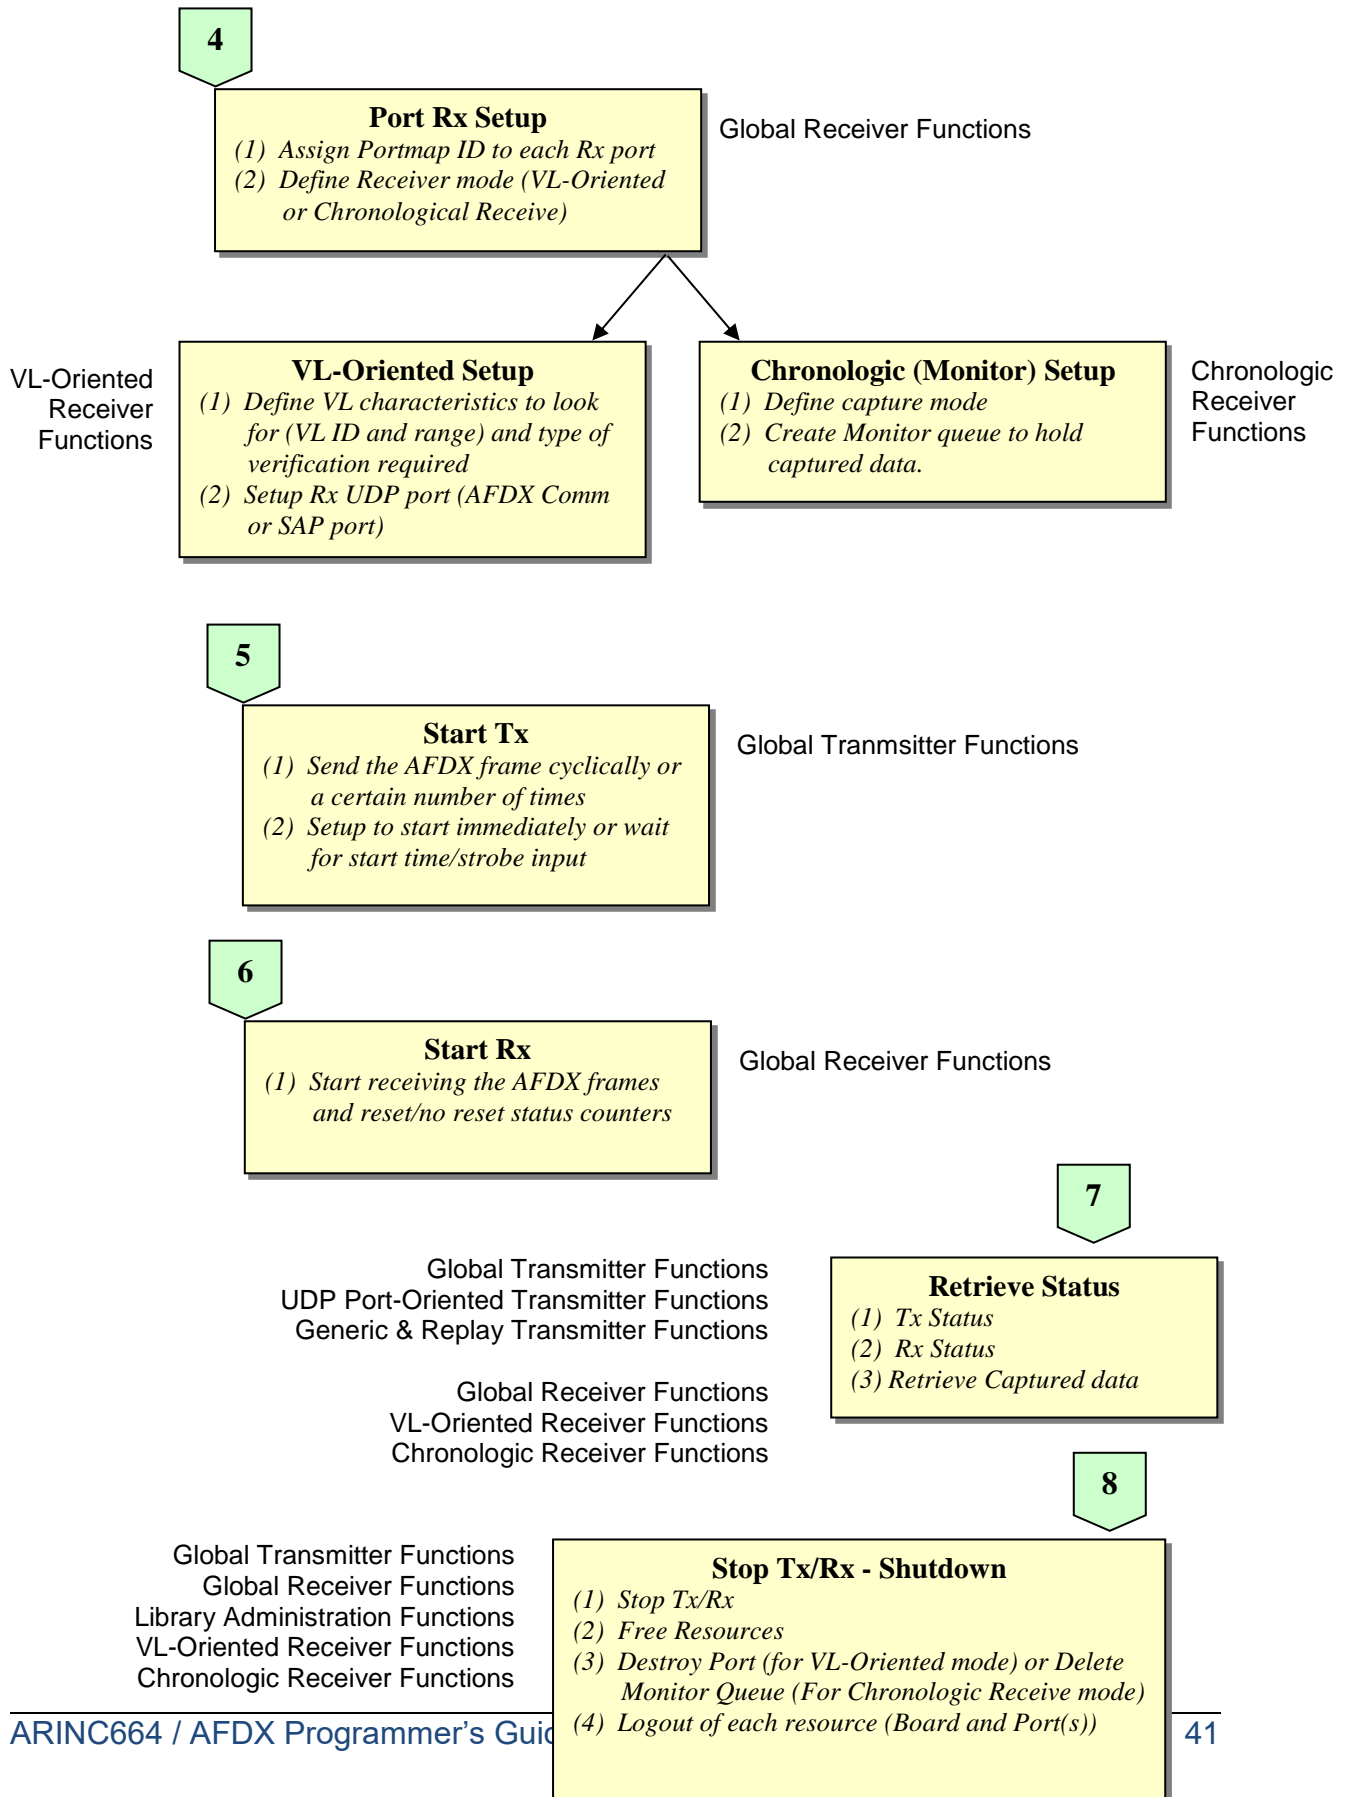 4
Port Rx Setup
(1) Assign Portmap ID to each Rx port
(2) Define Receiver mode (VL-Oriented
or Chronological Receive)
Global Receiver Functions
VL-Oriented
Receiver
Functions
VL-Oriented Setup
(1) Define VL characteristics to look
for (VL ID and range) and type of
verification required
(2) Setup Rx UDP port (AFDX Comm
or SAP port)
Chronologic (Monitor) Setup
(1) Define capture mode
(2) Create Monitor queue to hold
captured data.
Chronologic
Receiver
Functions
5
Start Tx
(1) Send the AFDX frame cyclically or
a certain number of times
(2) Setup to start immediately or wait
for start time/strobe input
Global Tranmsitter Functions
6
Start Rx
(1) Start receiving the AFDX frames
and reset/no reset status counters
Global Receiver Functions
7
Global Transmitter Functions
UDP Port-Oriented Transmitter Functions
Generic & Replay Transmitter Functions
Global Receiver Functions
VL-Oriented Receiver Functions
Chronologic Receiver Functions
Retrieve Status
(1) Tx Status
(2) Rx Status
(3) Retrieve Captured data
8
Global Transmitter Functions
Global Receiver Functions
Library Administration Functions
VL-Oriented Receiver Functions
Chronologic Receiver Functions
Stop Tx/Rx - Shutdown
(1) Stop Tx/Rx
(2) Free Resources
(3) Destroy Port (for VL-Oriented mode) or Delete
Monitor Queue (For Chronologic Receive mode)
(4) Logout of each resource (Board and Port(s))
ARINC664 / AFDX Programmer’s
41